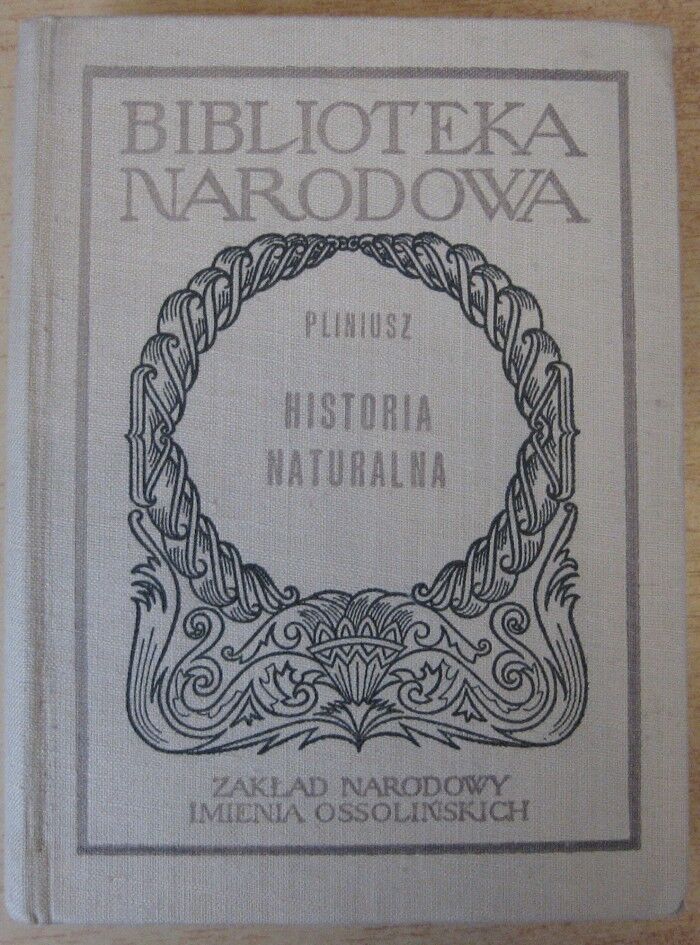 BIBLIOTEKA
NARODOWA
PLINIUSZ
HISTORIA
NATURALNA
ZAKŁAD NARODOWY
IMIENIA OSSOLIŃSKICH